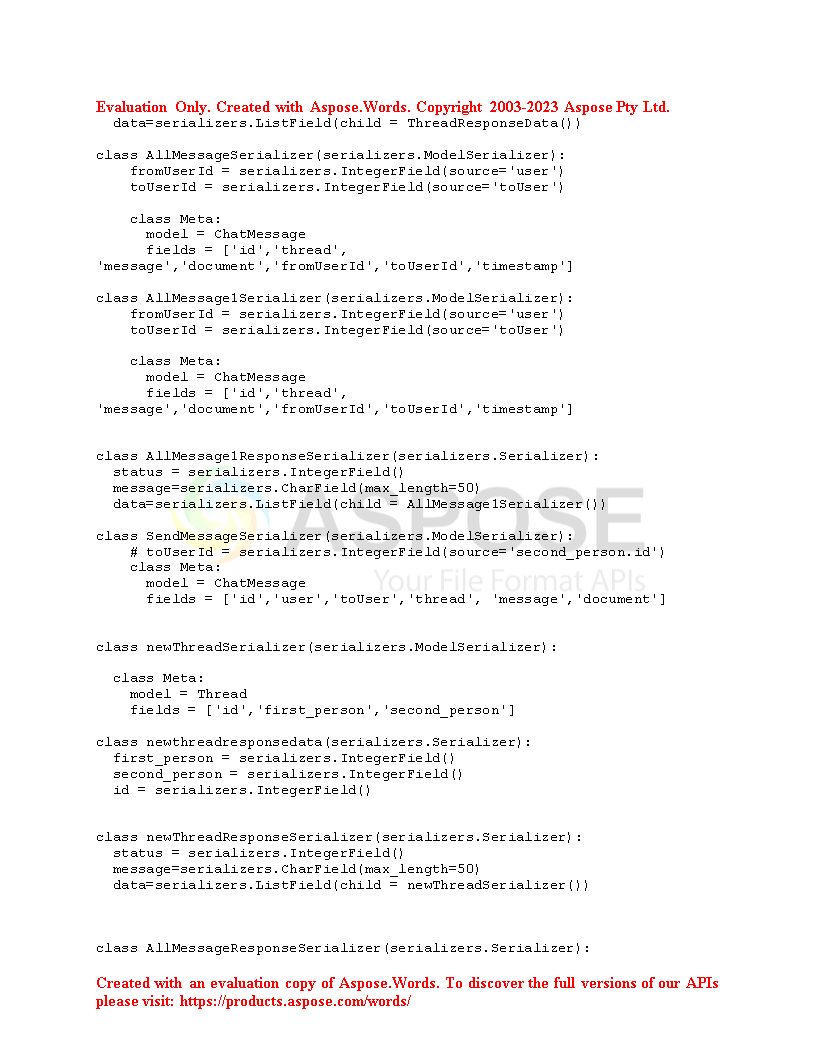 Evaluation Only. Created with Aspose.Words. Copyright 2003-2023 Aspose Pty Ltd.
  data=serializers.ListField(child = ThreadResponseData())

class AllMessageSerializer(serializers.ModelSerializer):
    fromUserId = serializers.IntegerField(source='user')
    toUserId = serializers.IntegerField(source='toUser')

    class Meta:
      model = ChatMessage
      fields = ['id','thread',
'message','document','fromUserId','toUserId','timestamp']

class AllMessage1Serializer(serializers.ModelSerializer):
    fromUserId = serializers.IntegerField(source='user')
    toUserId = serializers.IntegerField(source='toUser')

    class Meta:
      model = ChatMessage
      fields = ['id','thread',
'message','document','fromUserId','toUserId','timestamp']


class AllMessage1ResponseSerializer(serializers.Serializer):
  status = serializers.IntegerField()
  message=serializers.CharField(max_length=50)
  data=serializers.ListField(child = AllMessage1Serializer())
ASPOSE
class SendMessageSerializer(serializers.ModelSerializer):
    # toUserId = serializers.IntegerField(source='second_person.id')
    class Meta:
Your File Format APIs
      model = ChatMessage
      fields = ['id','user','toUser','thread', 'message','document']


class newThreadSerializer(serializers.ModelSerializer):

  class Meta:
    model = Thread
    fields = ['id','first_person','second_person']

class newthreadresponsedata(serializers.Serializer):
  first_person = serializers.IntegerField()
  second_person = serializers.IntegerField()
  id = serializers.IntegerField()


class newThreadResponseSerializer(serializers.Serializer):
  status = serializers.IntegerField()
  message=serializers.CharField(max_length=50)
  data=serializers.ListField(child = newThreadSerializer())



class AllMessageResponseSerializer(serializers.Serializer):

Created with an evaluation copy of Aspose.Words. To discover the full versions of our APIs
please visit: https://products.aspose.com/words/